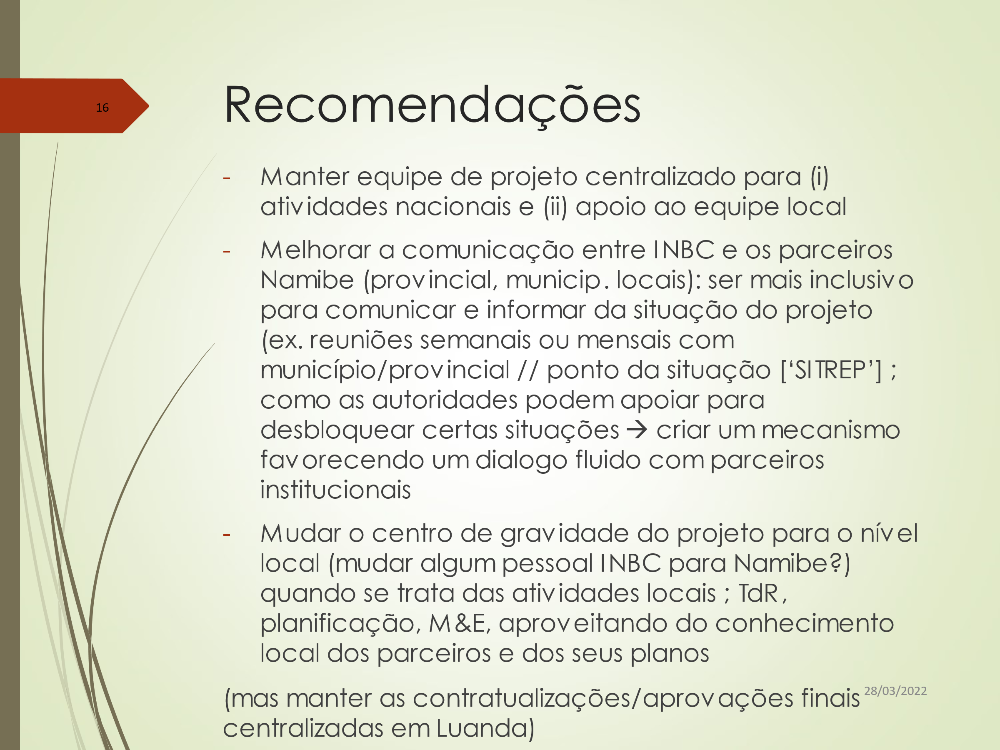 16
Recomendações
- Manter equipe de projeto centralizado para (i)
atividades nacionais e (ii) apoio ao equipe local
- Melhorar a comunicação entre INBC e os parceiros
Namibe (provincial, municip. locais): ser mais inclusivo
para comunicar e informar da situação do projeto
(ex. reuniões semanais ou mensais com
município/provincial // ponto da situação [‘SITREP’] ;
como as autoridades podem apoiar para
desbloquear certas situações → criar um mecanismo
favorecendo um dialogo fluido com parceiros
institucionais
- Mudar o centro de gravidade do projeto para o nível
local (mudar algum pessoal INBC para Namibe?)
quando se trata das atividades locais ; TdR,
planificação, M&E, aproveitando do conhecimento
local dos parceiros e dos seus planos
(mas manter as contratualizações/aprovações finais
centralizadas em Luanda)
28/03/2022